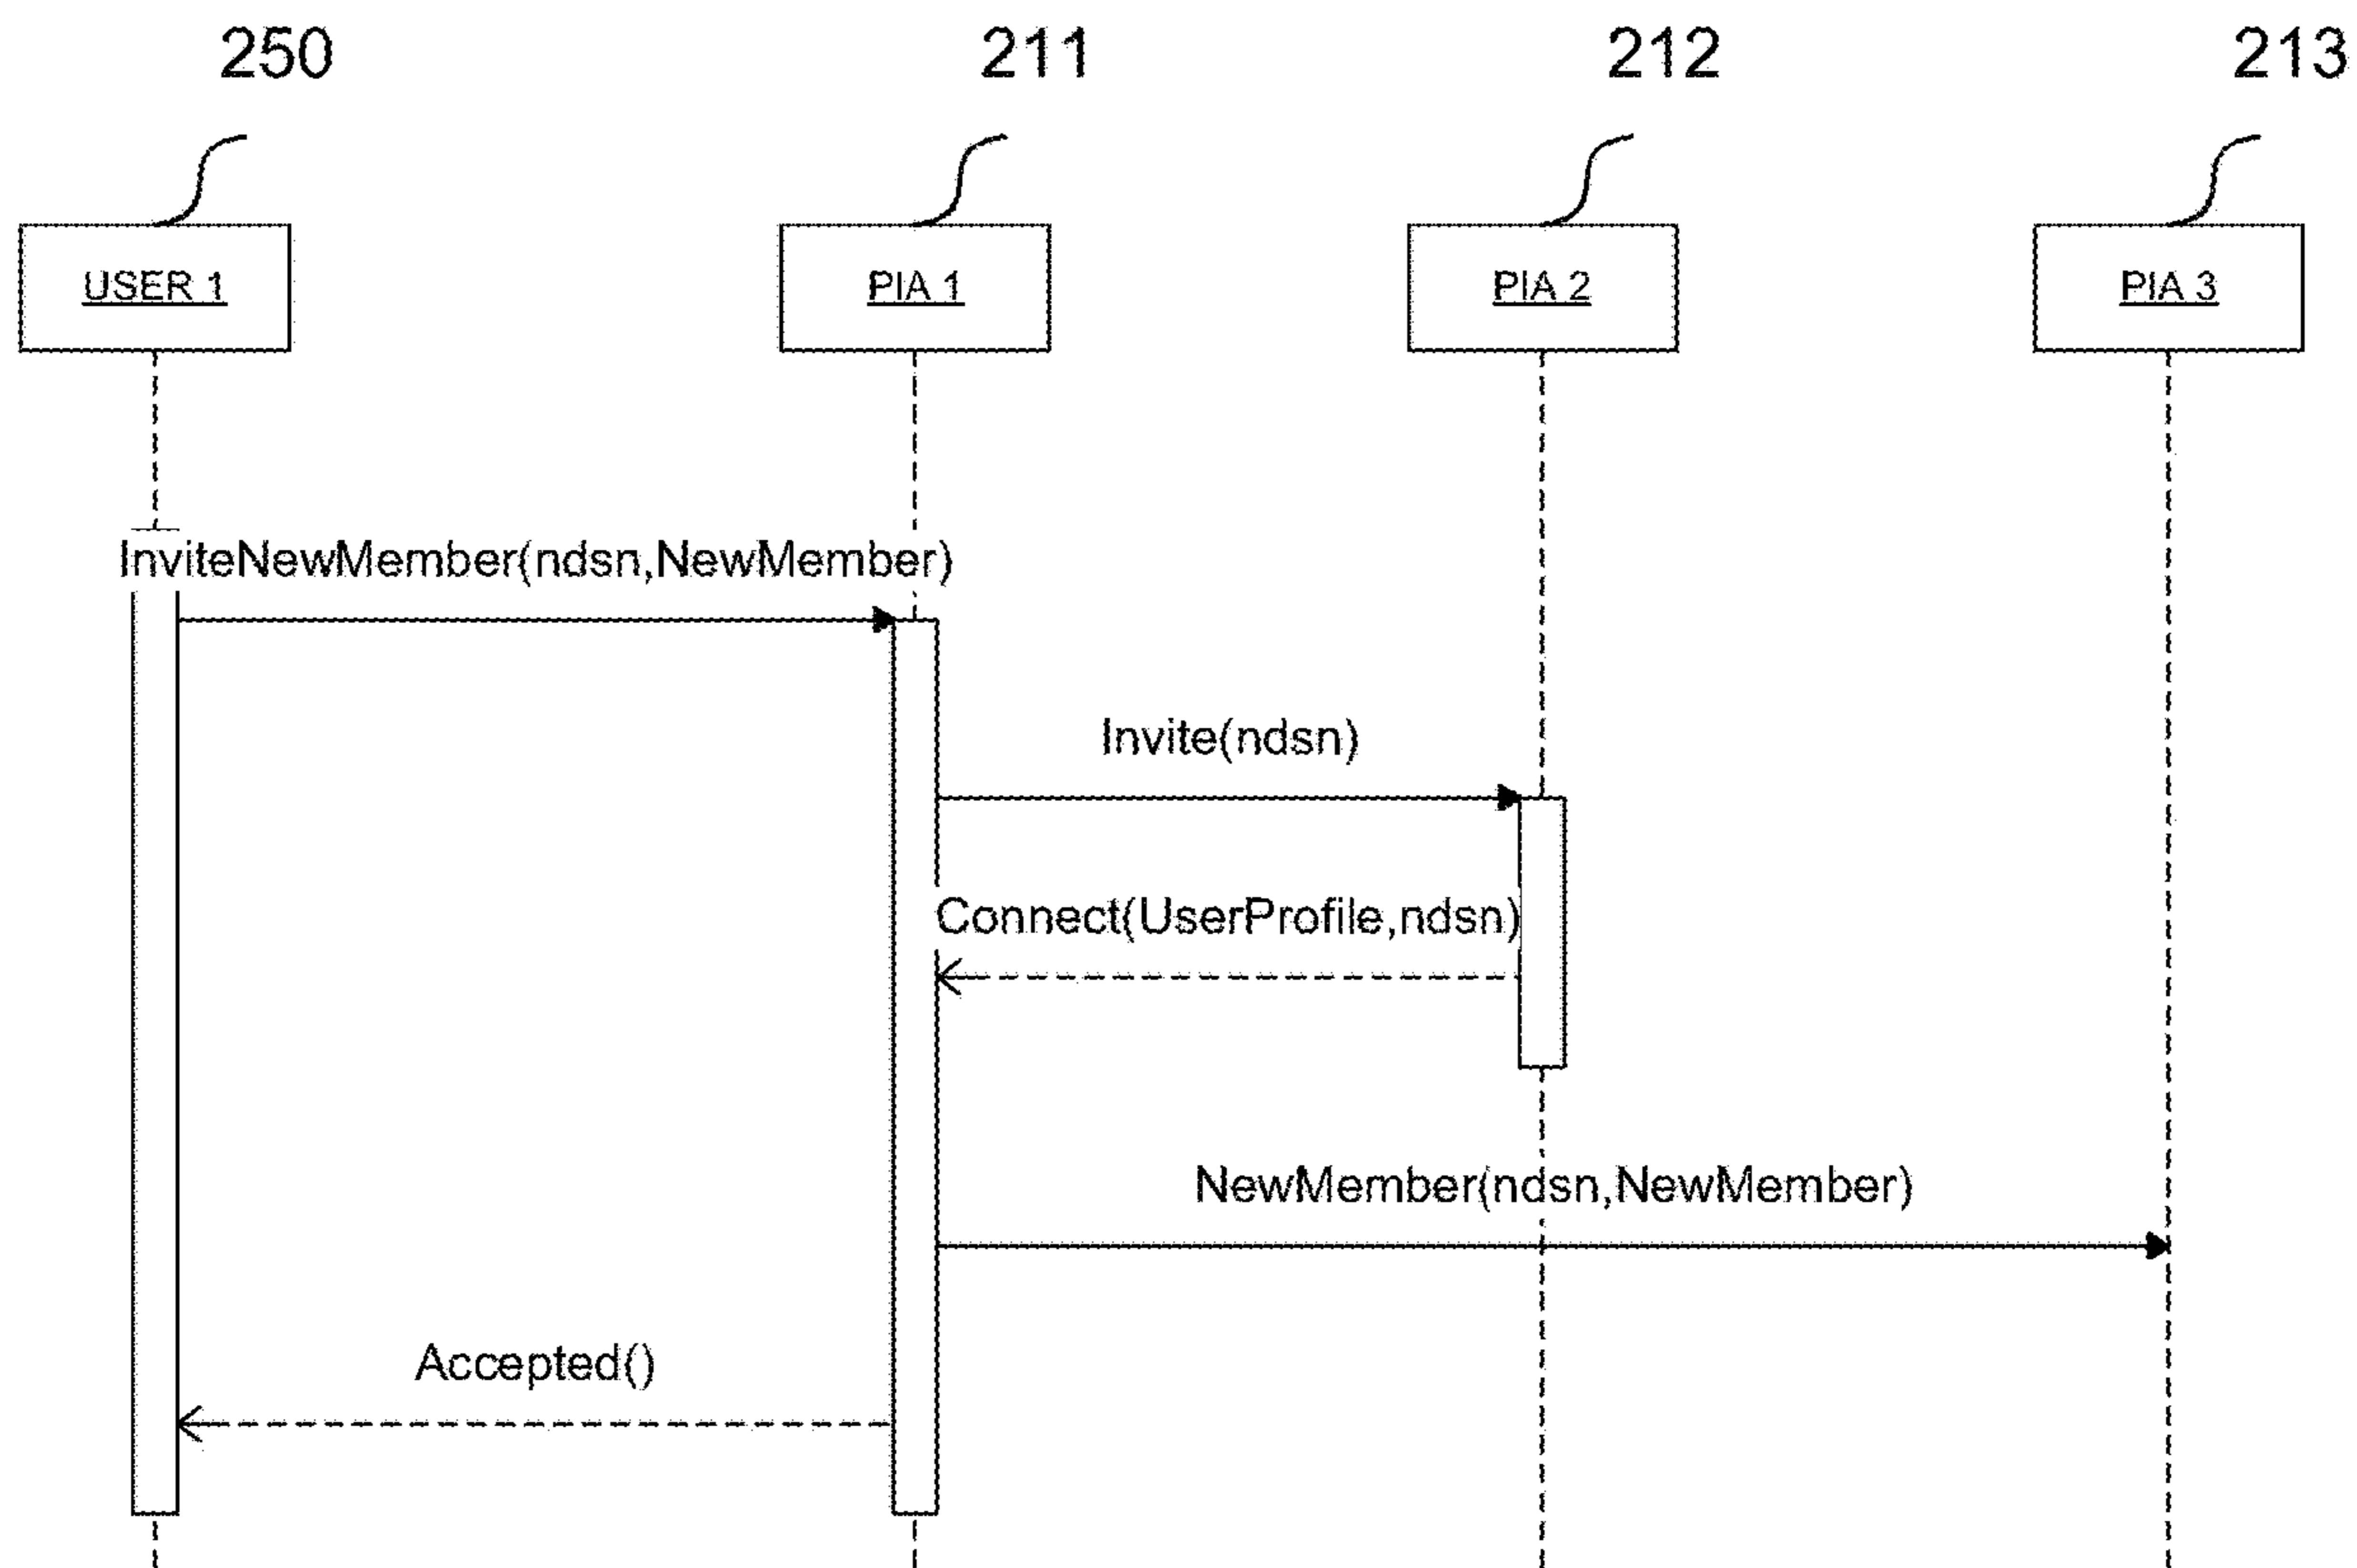 250 211 212 213
USER 1 PIA 1 PIA 2 PIA 3
InviteNewMember(ndsn,NewMember)
Invite(ndsn)
Connect(UserProfile,ndsn)
NewMember(ndsn,NewMember)
Accepted()